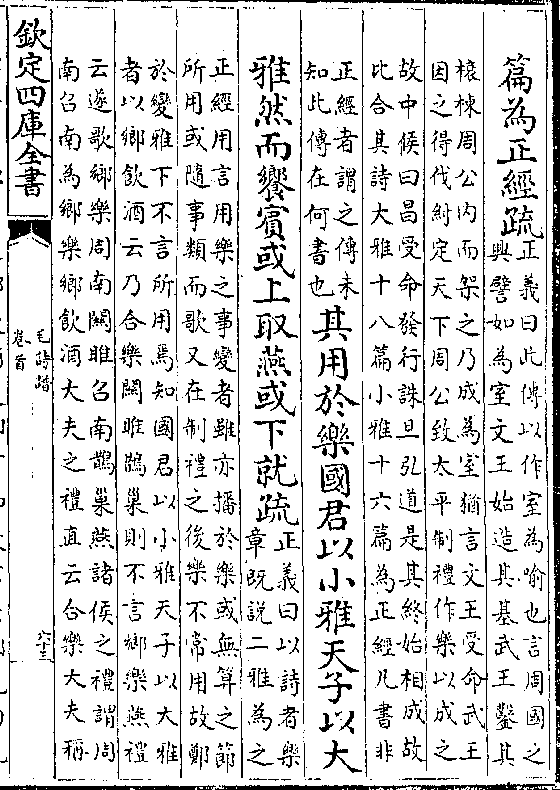 篇為正經疏
正義曰此傳以作室為喻也言周國之
興譬如為室文王始造其基武王鑿其
榱棟周公内而架之乃成為室猶言文王受命武王
因之得伐紂定天下周公致太平制禮作樂以成之
故中候曰昌受命發行誅旦弘道是其終始相成故
比合其詩大雅十八篇小雅十六篇為正經凡書非
正經者謂之傳未
知此傳在何書也
其用於樂國君以小雅天子以大
雅然而饗賓或上取燕或下就疏
正義曰以詩者樂
章既説二雅為之
正經用言用樂之事變者雖亦播於樂或無算之節
所用或隨事類而歌又在制禮之後樂不常用故鄭
於變雅下不言所用焉知國君以小雅天子以大雅
者以鄉飲酒云乃合樂關雎鵲巢則不言鄉樂燕禮
云遂歌鄉樂周南關雎召南鵲巢燕諸侯之禮謂周
南召南為鄉樂鄉飲酒大夫之禮直云合樂大夫稱
欽定四庫全書
毛詩譜
卷首
六十三